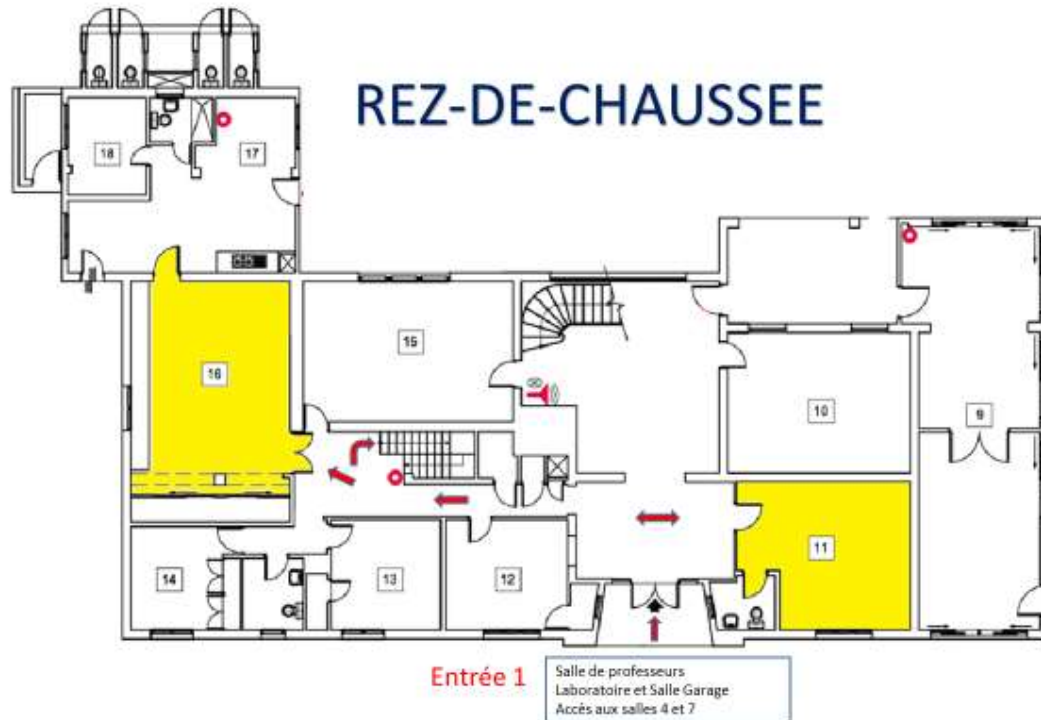 REZ-DE-CHAUSSEE
18
17
16
15
10
9
11
14
13
12
Entrée 1
Salle de professeurs
Laboratoire et Salle Garage
Accès aux salles 4 et 7